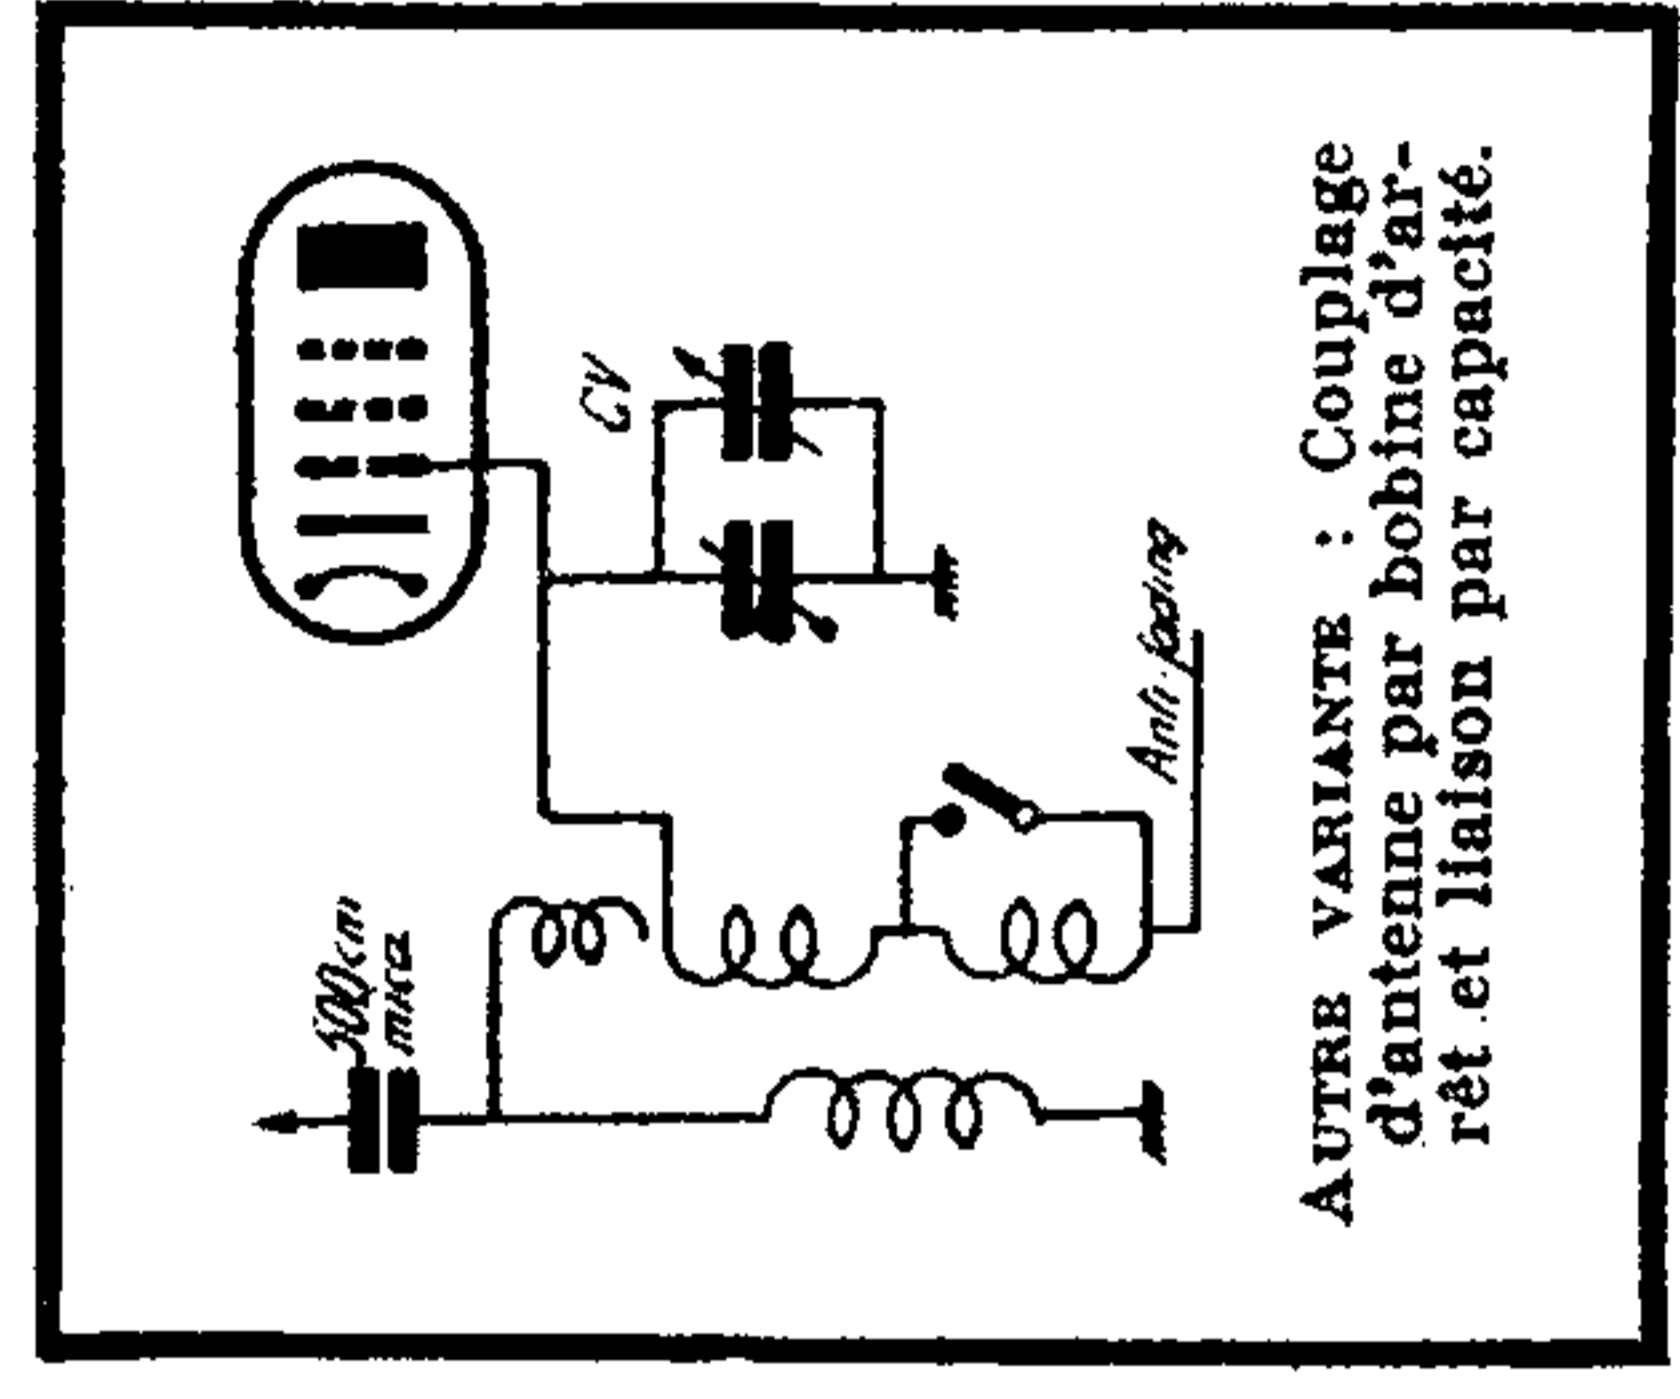 500cm
mica
CV
Anti-fading
AUTRE VARIANTE : Couplage
d'antenne par bobine d'ar-
rêt et liaison par capacité.